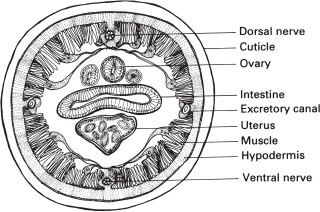 Dorsal nerve
Cuticle
Ovary
Intestine
Excretory canal
Uterus
Muscle
Hypodermis
Ventral nerve